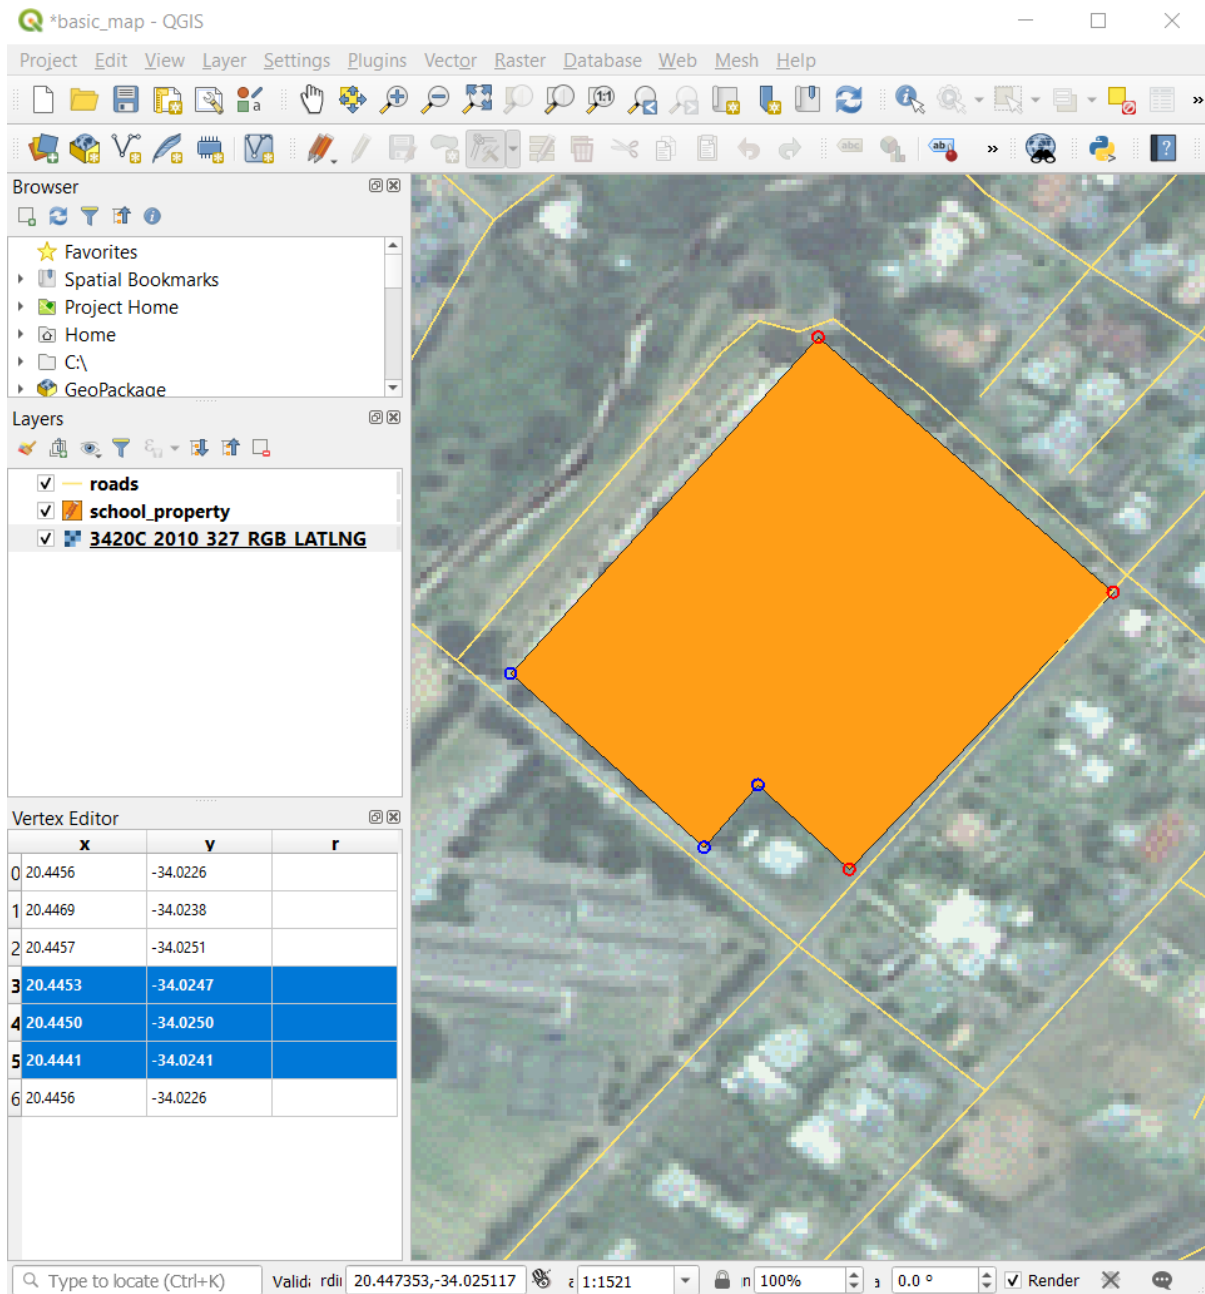 *basic_map - QGIS
Project Edit View Layer Settings Plugins Vector Raster Database Web Mesh Help
Browser
Favorites
Spatial Bookmarks
Project Home
Home
C:\
GeoPackage
Layers
roads
school_property
3420C_2010_327_RGB_LATLNG
Vertex Editor
x y r
0 20.4456 -34.0226
1 20.4469 -34.0238
2 20.4457 -34.0251
3 20.4453 -34.0247
4 20.4450 -34.0250
5 20.4441 -34.0241
6 20.4456 -34.0226
Type to locate (Ctrl+K) rdi 20.447353,-34.025117 1:1521 100% 0.0 ° Render